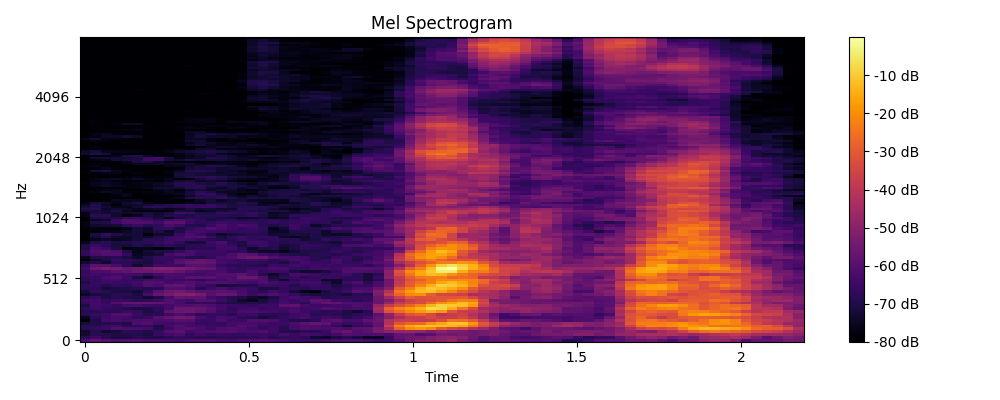 Mel Spectrogram
Hz
4096
2048
1024
512
0
0
0.5
1
1.5
2
Time
-10 dB
-20 dB
-30 dB
-40 dB
-50 dB
-60 dB
-70 dB
-80 dB